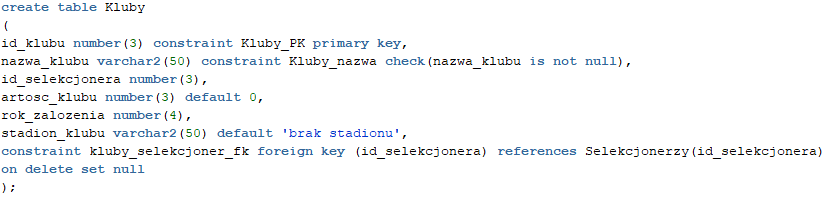 create table Kluby
(
id_klubu number(3) constraint Kluby_PK primary key,
nazwa_klubu varchar2(50) constraint Kluby_nazwa check(nazwa_klubu is not null),
id_selekcjonera number(3),
artosc_klubu number(3) default 0,
rok_zalozenia number(4),
stadion_klubu varchar2(50) default 'brak stadionu',
constraint kluby_selekcjoner_fk foreign key (id_selekcjonera) references Selekcjonerzy(id_selekcjonera)
on delete set null
);